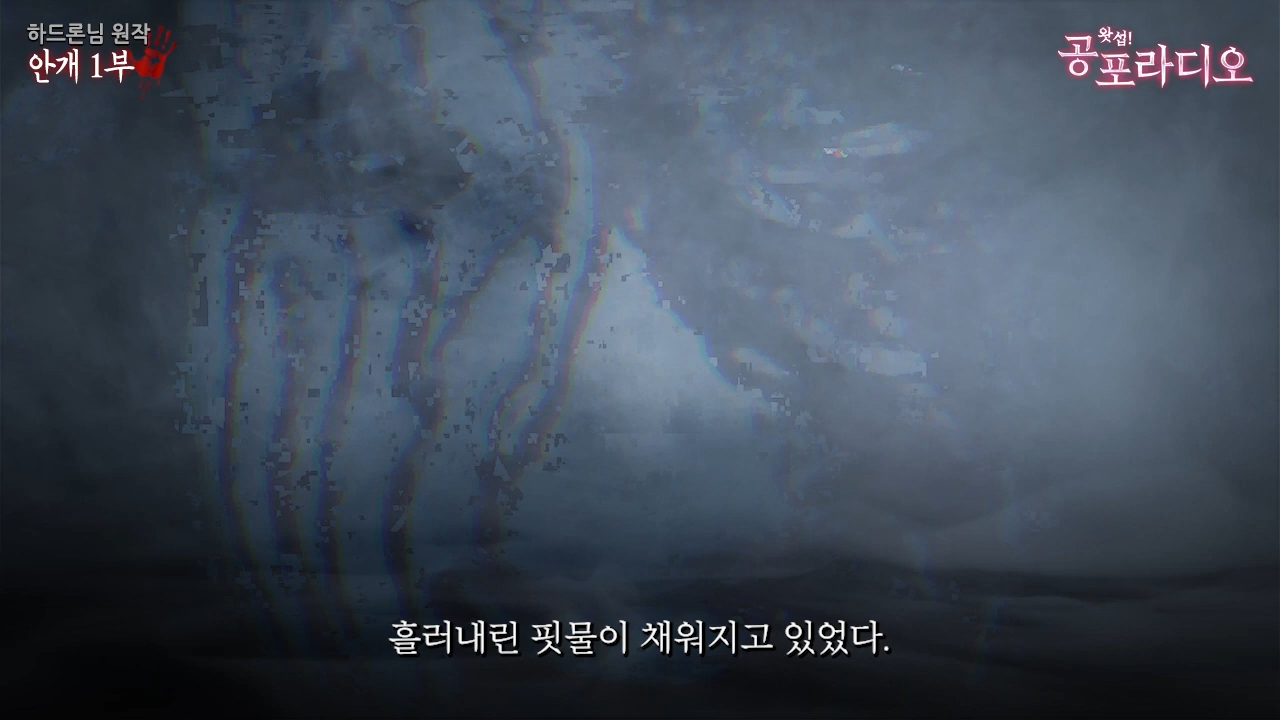 하드론님 원작
안개 1부
왓섭!
공포라디오
흘러내린 핏물이 채워지고 있었다.